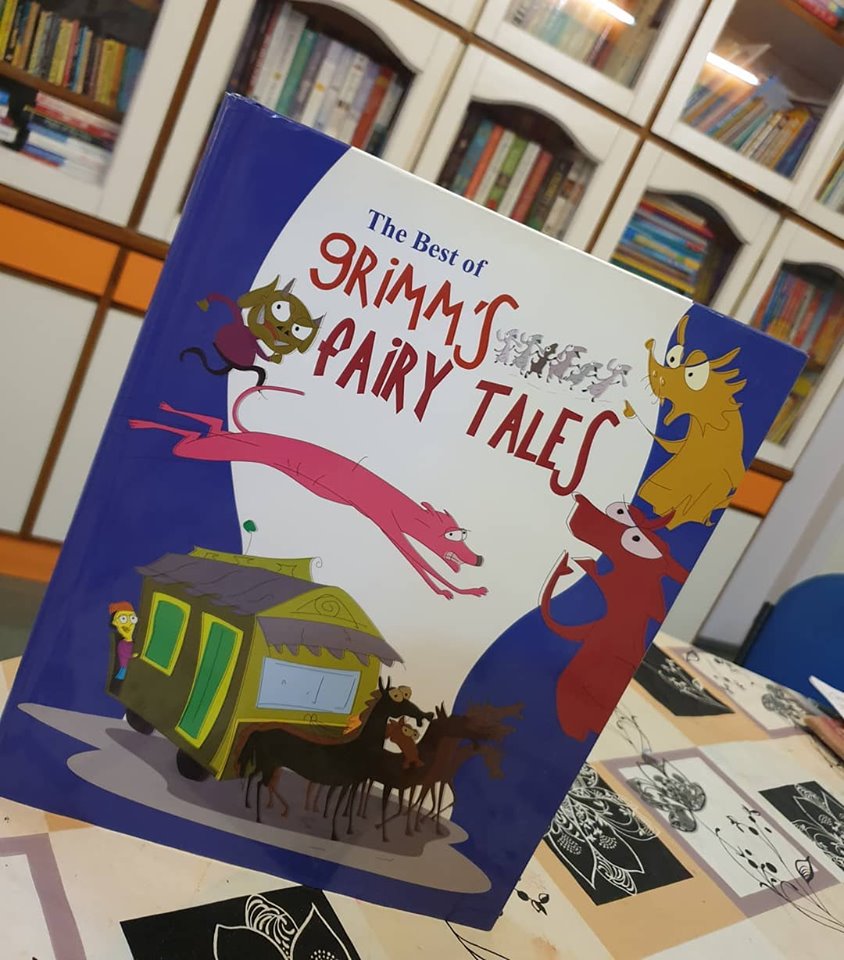 The Best of
GRIMM'S
FAIRY TALES